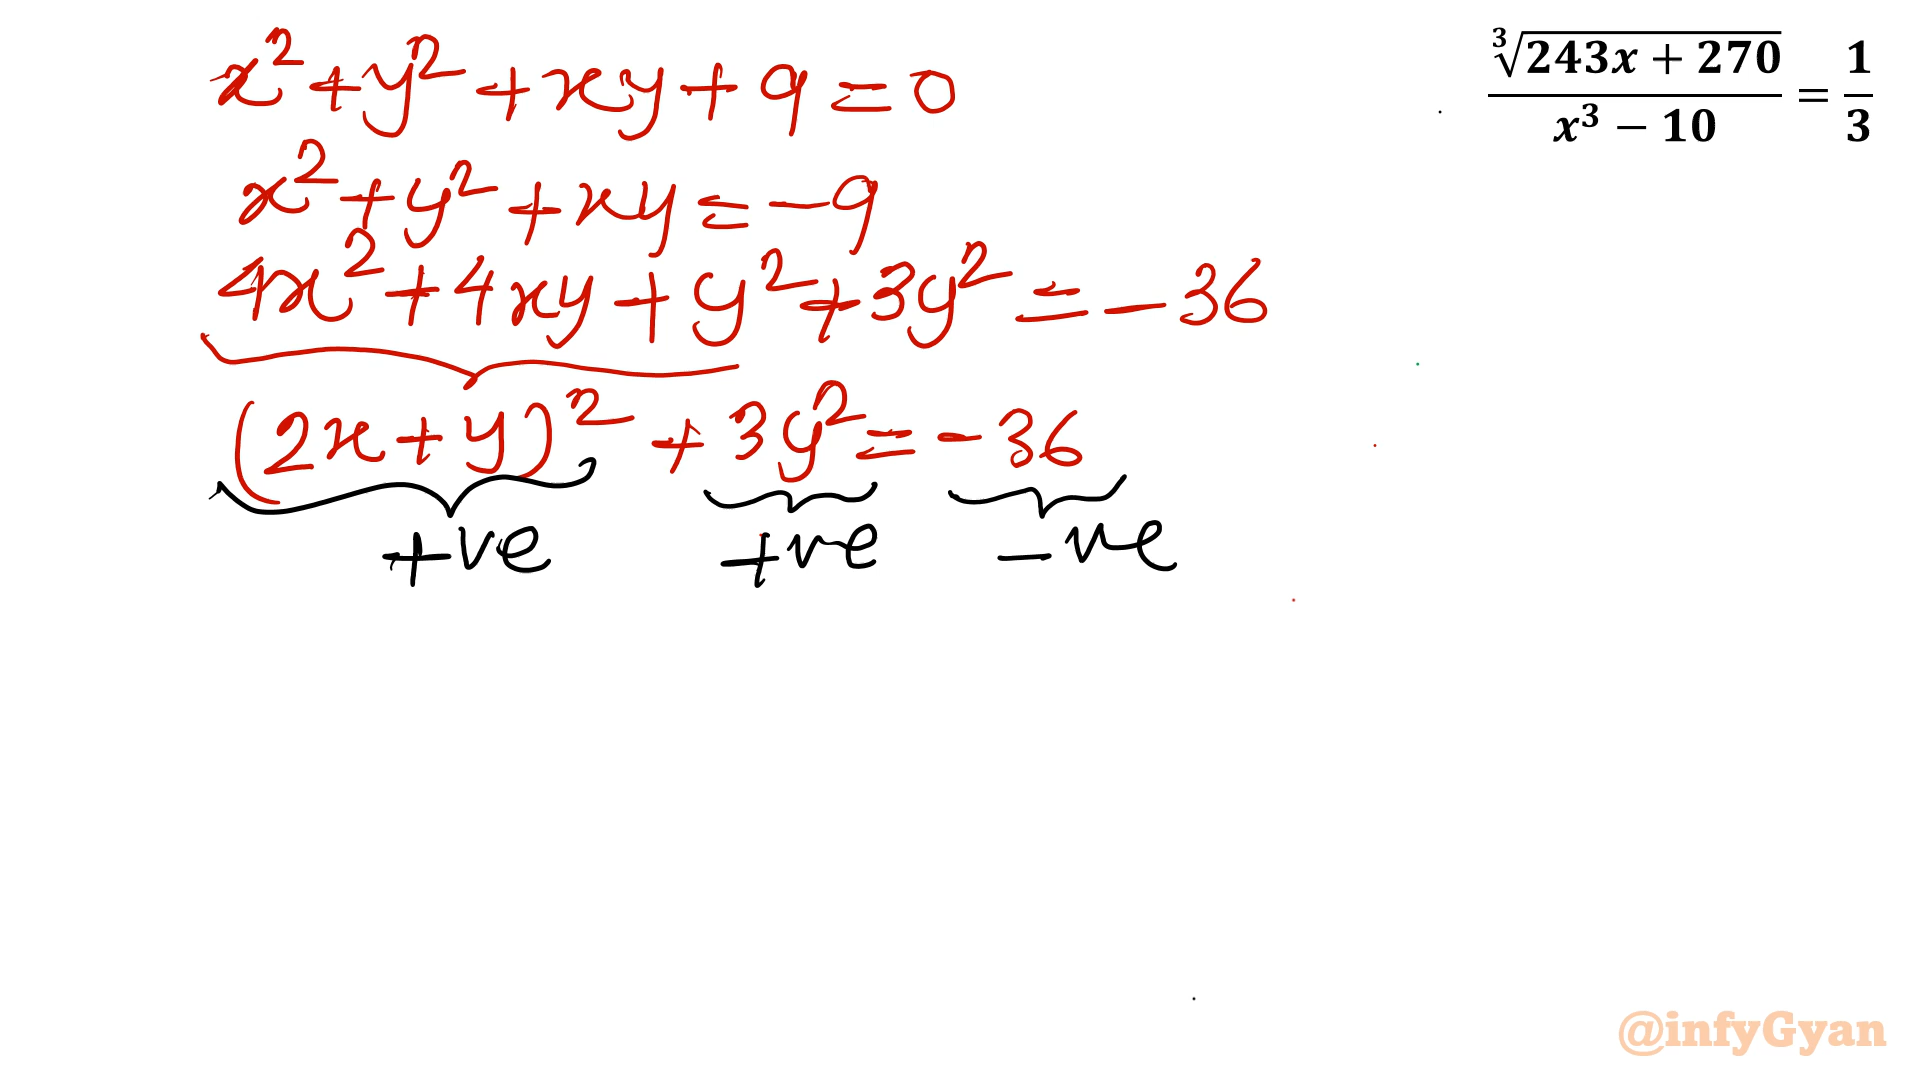 x² + y² + xy + 9 = 0
x² + y² + xy = -9
4x² + 4xy + y² + 3y² = -36
(2x + y)² + 3y² = -36
+ve +ve -ve
∛(243x + 270) / (x³ − 10) = 1/3
@infyGyan